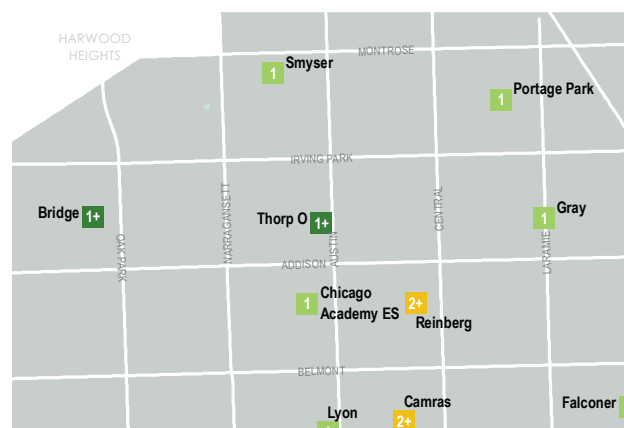 HARWOOD
HEIGHTS
MONTROSE
Smyser
1
Portage Park
1
IRVING PARK
Bridge
1+
Thorp O
1+
Gray
1
OAK PARK
NARRAGANSETT
AUSTIN
CENTRAL
LARAMIE
ADDISON
Chicago
Academy ES
1
2+
Reinberg
BELMONT
Lyon
Camras
2+
Falconer